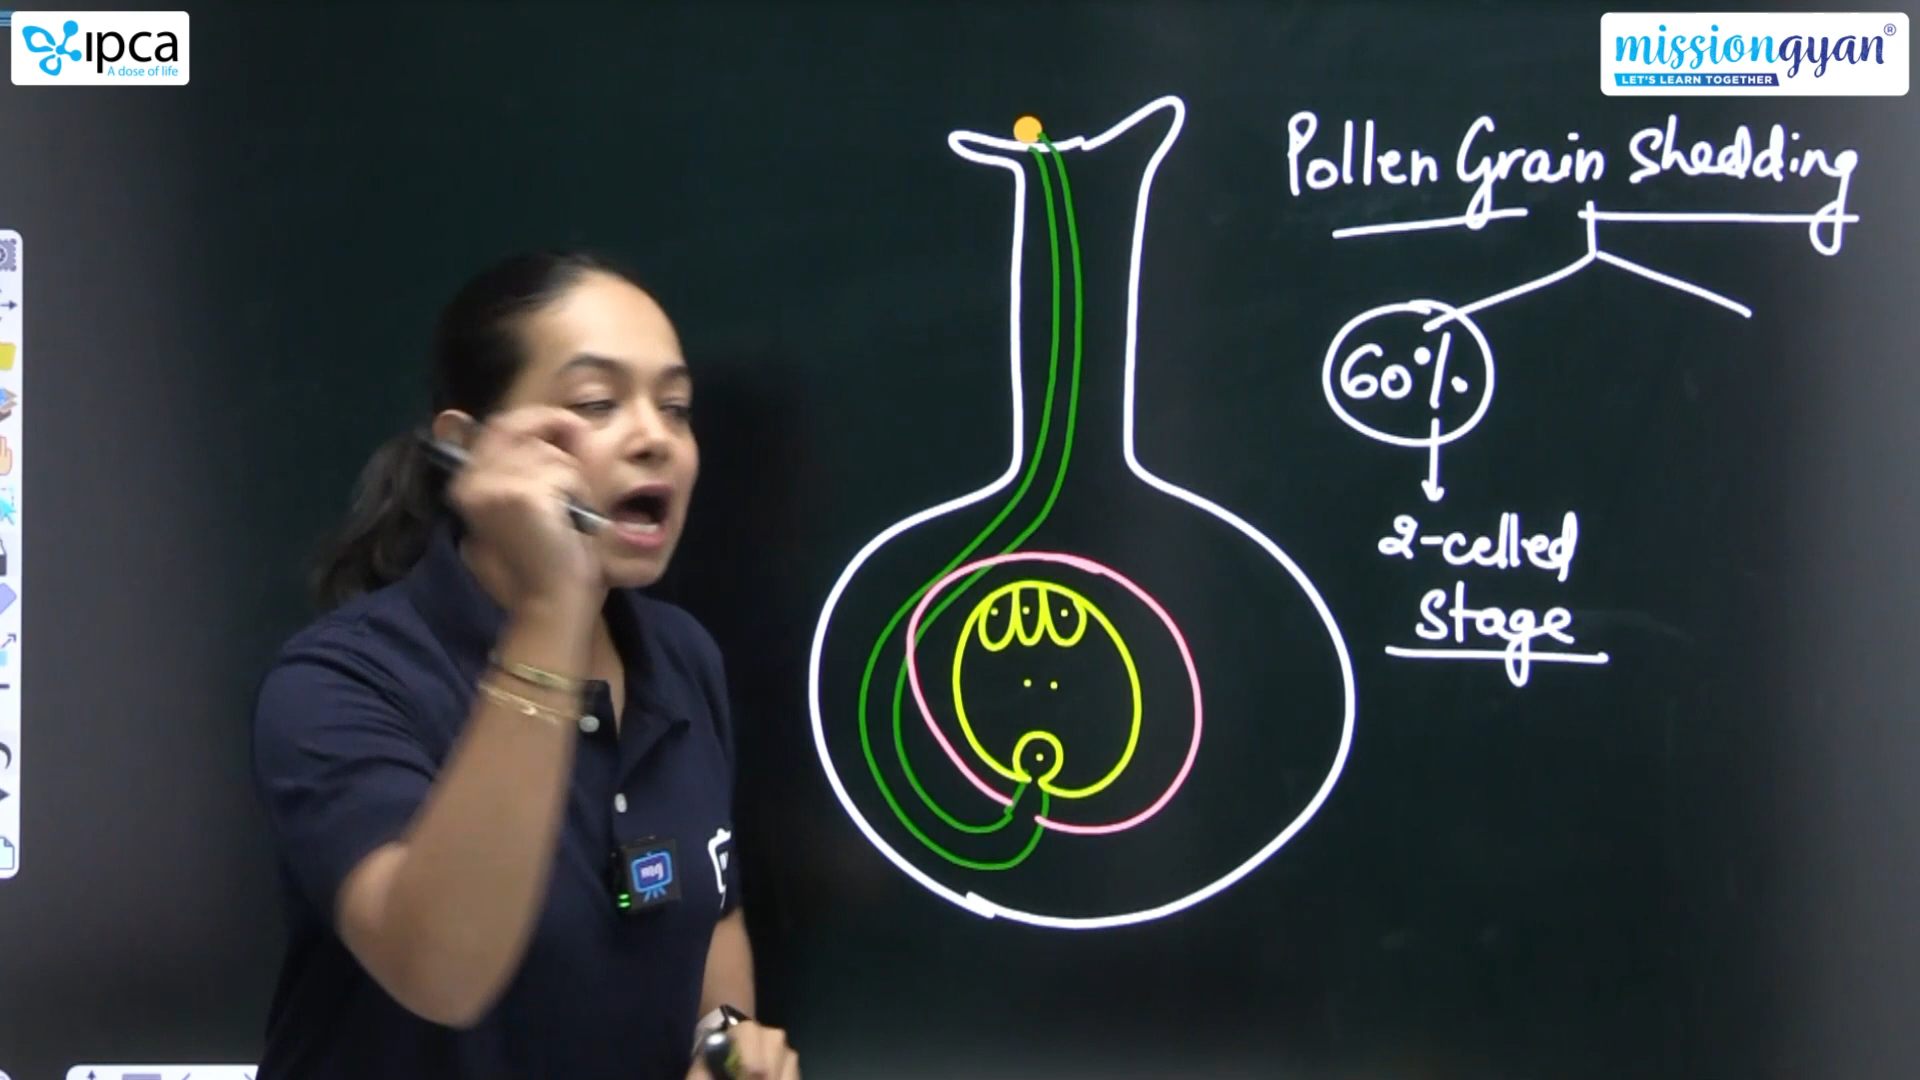 ipca
A dose of life
missiongyan®
LET'S LEARN TOGETHER
Pollen Grain Shedding
60%
2-celled
Stage